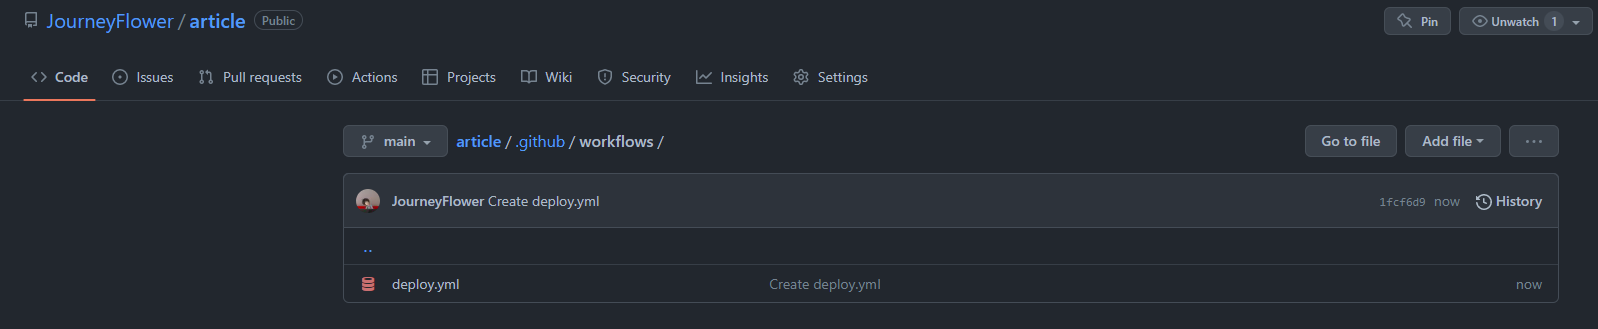 JourneyFlower / article Public Pin Unwatch 1
Code Issues Pull requests Actions Projects Wiki Security Insights Settings
main article / .github / workflows / Go to file Add file ...
JourneyFlower Create deploy.yml 1fcf6d9 now History
..
deploy.yml Create deploy.yml now